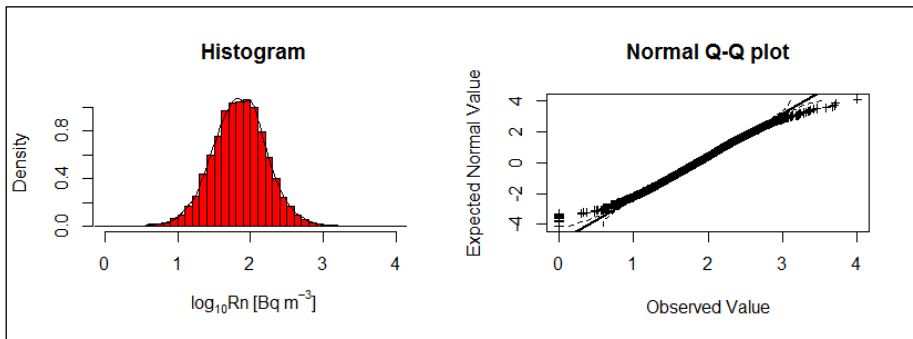 Histogram
Density
0.0 0.4 0.8
0 1 2 3 4
log₁₀Rn [Bq m⁻³]
Normal Q-Q plot
Expected Normal Value
-4 -2 0 2 4
0 1 2 3 4
Observed Value